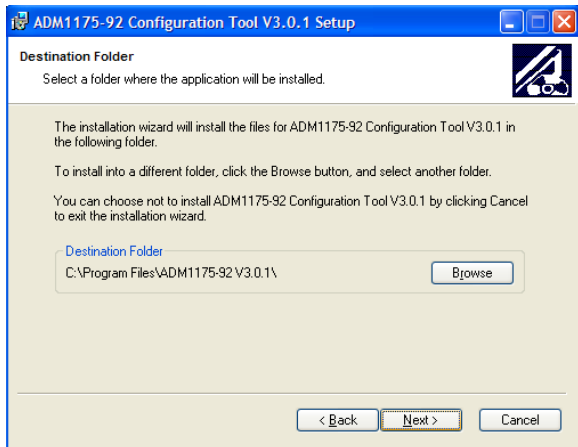 ADM1175-92 Configuration Tool V3.0.1 Setup
Destination Folder
Select a folder where the application will be installed.
The installation wizard will install the files for ADM1175-92 Configuration Tool V3.0.1 in
the following folder.
To install into a different folder, click the Browse button, and select another folder.
You can choose not to install ADM1175-92 Configuration Tool V3.0.1 by clicking Cancel
to exit the installation wizard.
Destination Folder
C:\Program Files\ADM1175-92 V3.0.1\
Browse
< Back
Next >
Cancel